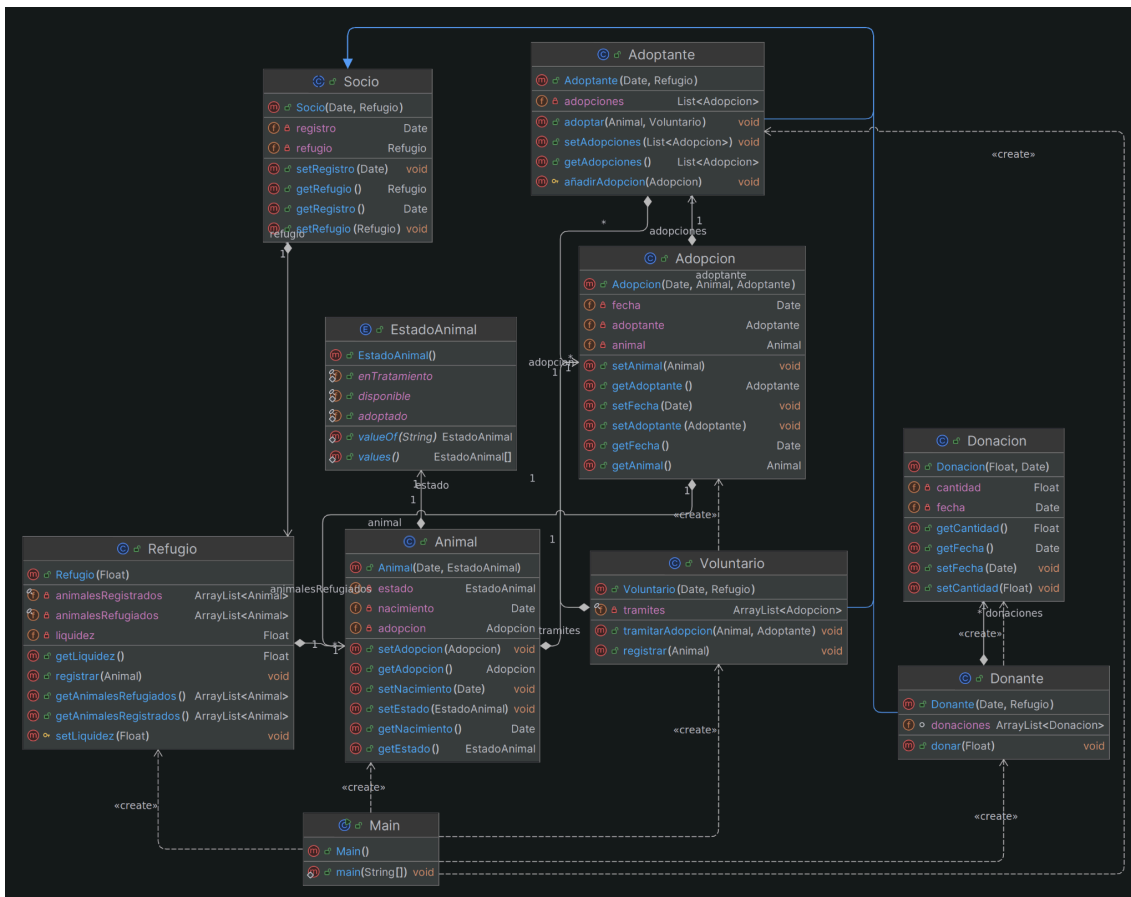 Socio
Socio(Date, Refugio)
registro Date
refugio Refugio
setRegistro(Date) void
getRefugio() Refugio
getRegistro() Date
setRefugio(Refugio) void
refugio
1
Adoptante
Adoptante(Date, Refugio)
adopciones List<Adopcion>
adoptar(Animal, Voluntario) void
setAdopciones(List<Adopcion>) void
getAdopciones() List<Adopcion>
añadirAdopcion(Adopcion) void
«create»
*
1
adopciones
1
Adopcion
adoptante
Adopcion(Date, Animal, Adoptante)
fecha Date
adoptante Adoptante
animal Animal
setAnimal(Animal) void
getAdoptante() Adoptante
setFecha(Date) void
setAdoptante(Adoptante) void
getFecha() Date
getAnimal() Animal
adopcion
1
1
*
1
1
«create»
EstadoAnimal
EstadoAnimal()
enTratamiento
disponible
adoptado
valueOf(String) EstadoAnimal
values() EstadoAnimal[]
1
estado
1
animal
Donacion
Donacion(Float, Date)
cantidad Float
fecha Date
getCantidad() Float
getFecha() Date
setFecha(Date) void
setCantidad(Float) void
* donaciones
«create»
1
Refugio
Refugio(Float)
animalesRegistrados ArrayList<Animal>
animalesRefugiados ArrayList<Animal>
liquidez Float
getLiquidez() Float
registrar(Animal) void
getAnimalesRefugiados() ArrayList<Animal>
getAnimalesRegistrados() ArrayList<Animal>
setLiquidez(Float) void
animalesRefugiados
1
*
1
Animal
Animal(Date, EstadoAnimal)
estado EstadoAnimal
nacimiento Date
adopcion Adopcion
setAdopcion(Adopcion) void
getAdopcion() Adopcion
setNacimiento(Date) void
setEstado(EstadoAnimal) void
getNacimiento() Date
getEstado() EstadoAnimal
1
tramites
Voluntario
Voluntario(Date, Refugio)
tramites ArrayList<Adopcion>
tramitarAdopcion(Animal, Adoptante) void
registrar(Animal) void
«create»
Donante
Donante(Date, Refugio)
donaciones ArrayList<Donacion>
donar(Float) void
«create»
«create»
«create»
Main
Main()
main(String[]) void